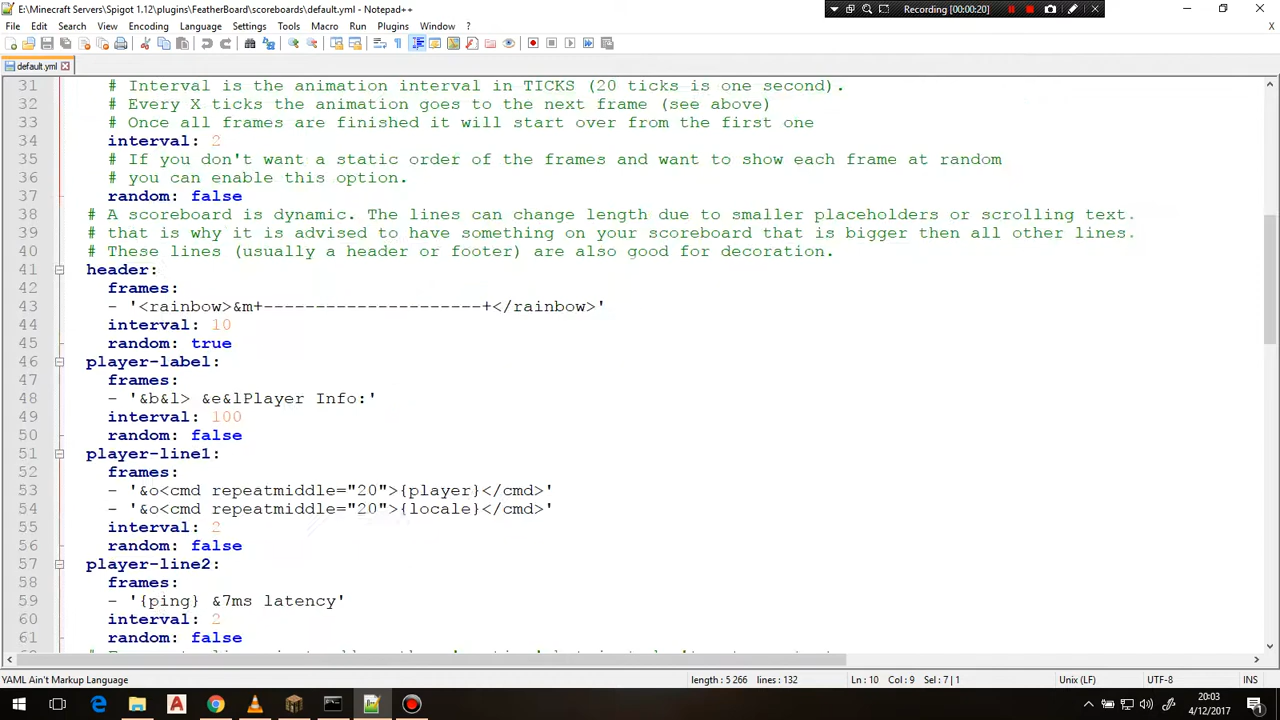 E:\Minecraft Servers\Spigot 1.12\plugins\FeatherBoard\scoreboards\default.yml - Notepad++
Recording [00:00:20]
File Edit Search View Encoding Language Settings Tools Macro Run Plugins Window ? X
default.yml
31 # Interval is the animation interval in TICKS (20 ticks is one second).
32 # Every X ticks the animation goes to the next frame (see above)
33 # Once all frames are finished it will start over from the first one
34 interval: 2
35 # If you don't want a static order of the frames and want to show each frame at random
36 # you can enable this option.
37 random: false
38 # A scoreboard is dynamic. The lines can change length due to smaller placeholders or scrolling text.
39 # that is why it is advised to have something on your scoreboard that is bigger then all other lines.
40 # These lines (usually a header or footer) are also good for decoration.
41 header:
42 frames:
43 - '<rainbow>&m+---------------------+</rainbow>'
44 interval: 10
45 random: true
46 player-label:
47 frames:
48 - '&b&l> &e&lPlayer Info:'
49 interval: 100
50 random: false
51 player-line1:
52 frames:
53 - '&o<cmd repeatmiddle="20">{player}</cmd>'
54 - '&o<cmd repeatmiddle="20">{locale}</cmd>'
55 interval: 2
56 random: false
57 player-line2:
58 frames:
59 - '{ping} &7ms latency'
60 interval: 2
61 random: false
YAML Ain't Markup Language length : 5 266 lines : 132 Ln : 10 Col : 9 Sel : 7 | 1 Unix (LF) UTF-8 INS
20:03
4/12/2017